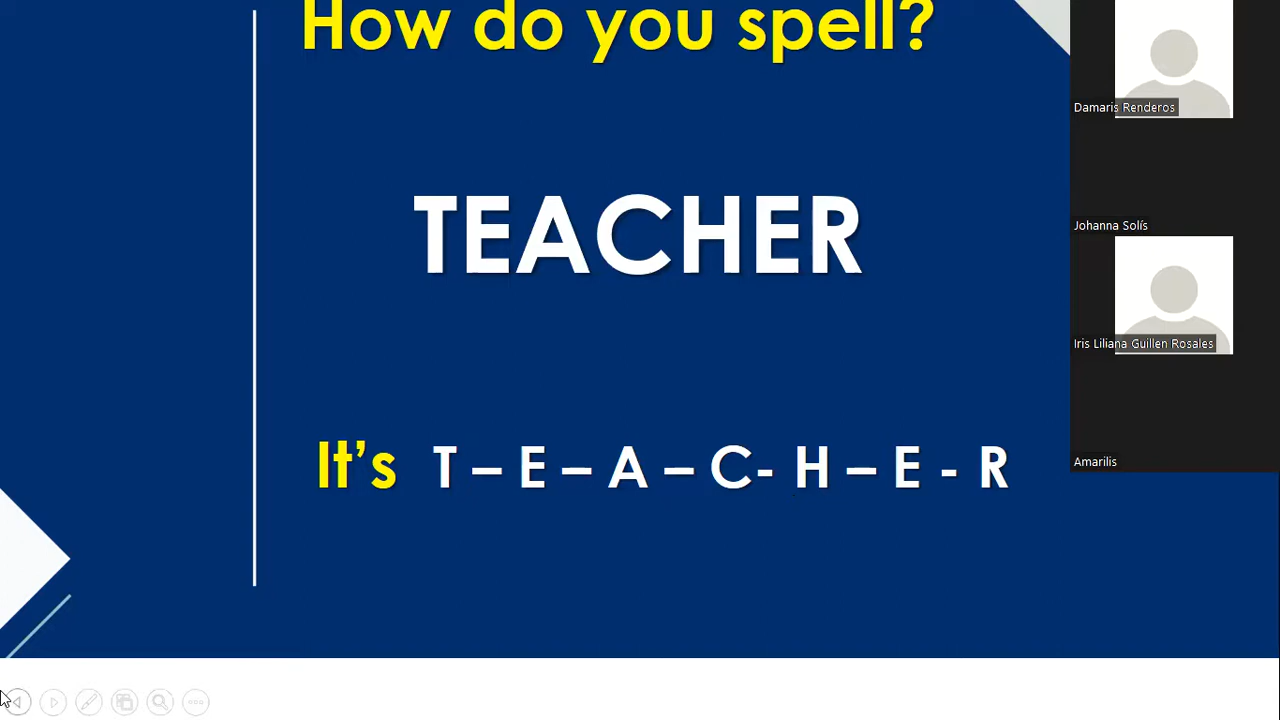 How do you spell?
TEACHER
It's T – E – A – C- H – E - R
Damaris Renderos
Johanna Solís
Iris Liliana Guillen Rosales
Amarilis